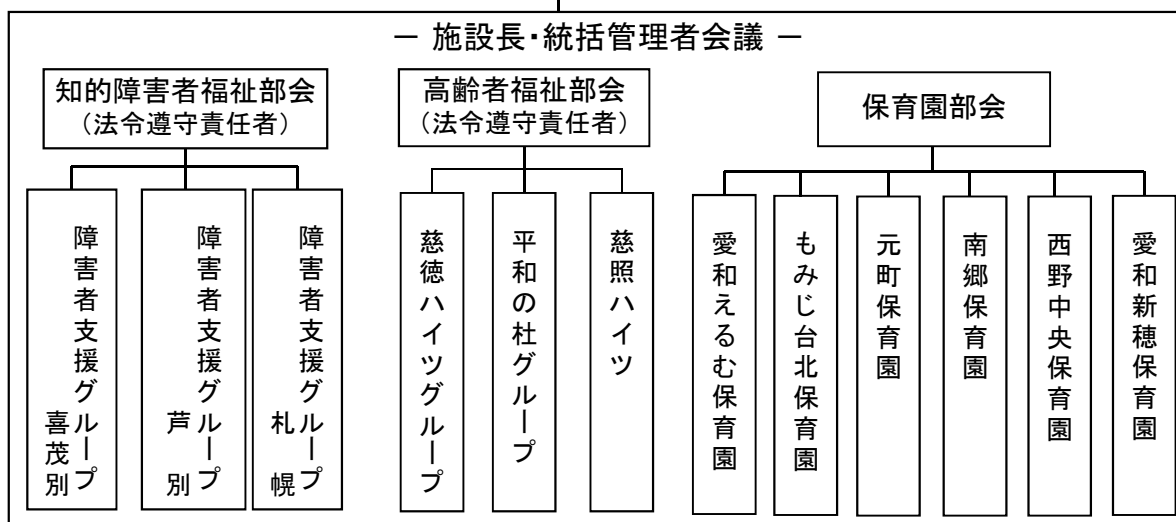 ― 施設長・統括管理者会議 ―
知的障害者福祉部会
（法令遵守責任者）
高齢者福祉部会
（法令遵守責任者）
保育園部会
障害者支援グループ
喜茂別
障害者支援グループ
芦別
障害者支援グループ
札幌
慈徳ハイツグループ
平和の杜グループ
慈照ハイツ
愛和えるむ保育園
もみじ台北保育園
元町保育園
南郷保育園
西野中央保育園
愛和新穂保育園